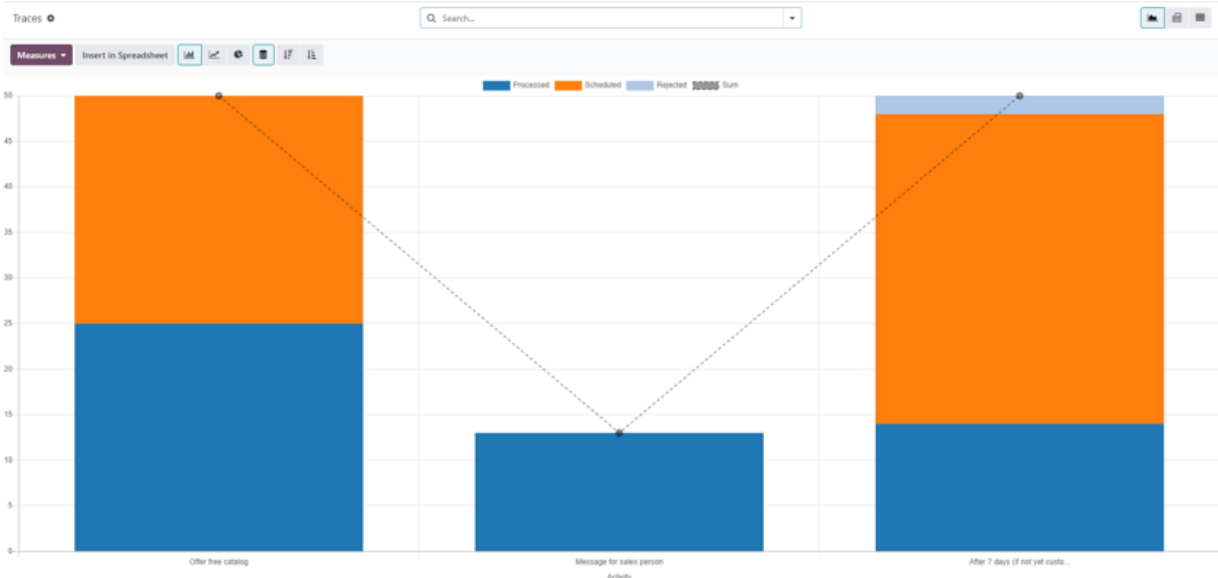 Traces
Search...
Measures Insert in Spreadsheet
Processed Scheduled Rejected Sum
50
45
40
35
30
25
20
15
10
5
0
Offer free catalog Message for sales person After 7 days (if not yet custo...
Activity